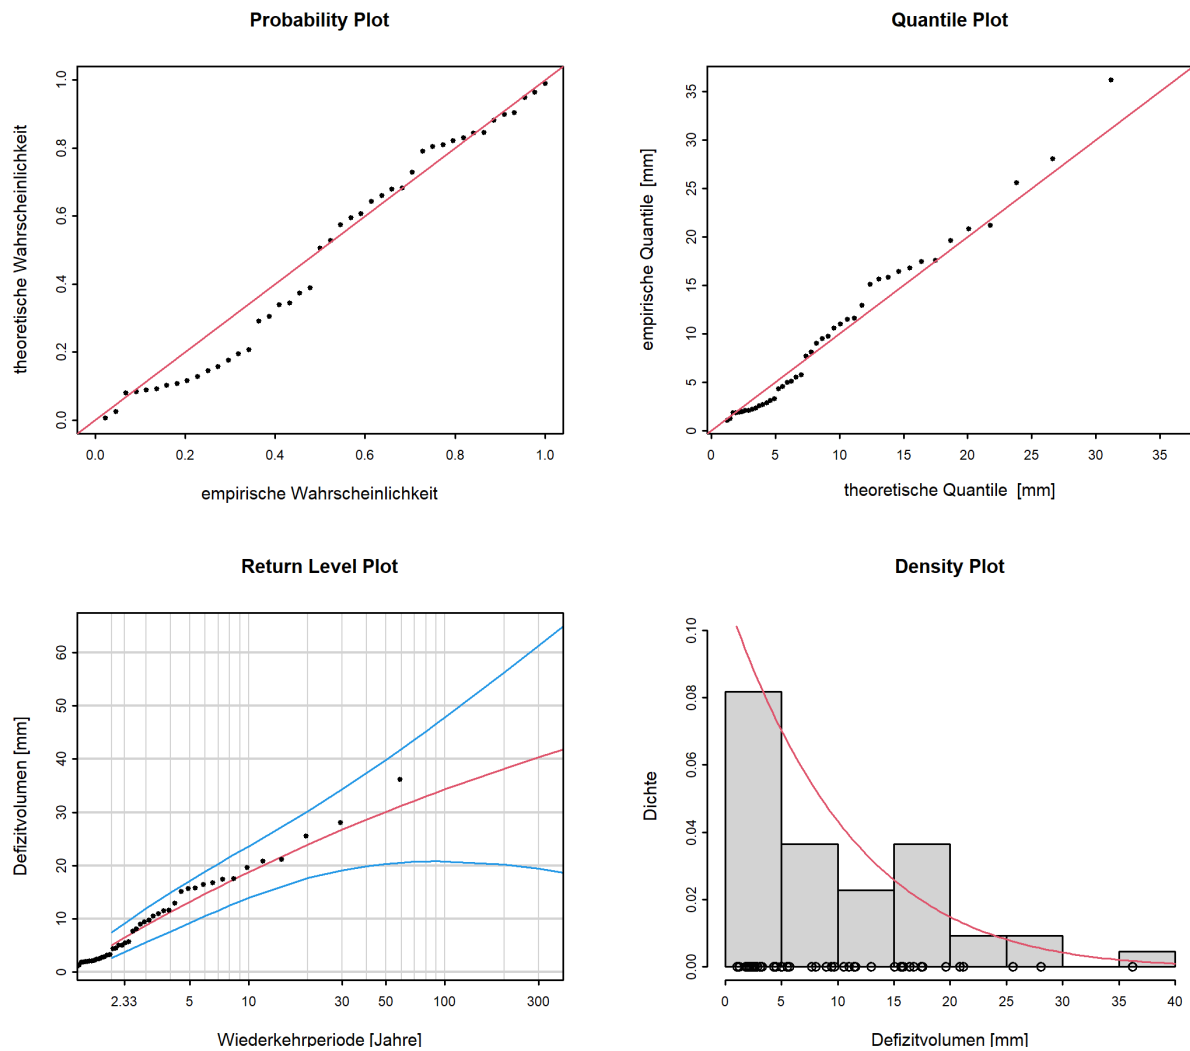 Probability Plot
theoretische Wahrscheinlichkeit
0.0 0.2 0.4 0.6 0.8 1.0
0.0 0.2 0.4 0.6 0.8 1.0
empirische Wahrscheinlichkeit
Quantile Plot
empirische Quantile [mm]
0 5 10 15 20 25 30 35
0 5 10 15 20 25 30 35
theoretische Quantile [mm]
Return Level Plot
Defizitvolumen [mm]
0 10 20 30 40 50 60
2.33 5 10 30 50 100 300
Wiederkehrperiode [Jahre]
Density Plot
Dichte
0.00 0.02 0.04 0.06 0.08 0.10
0 5 10 15 20 25 30 35 40
Defizitvolumen [mm]